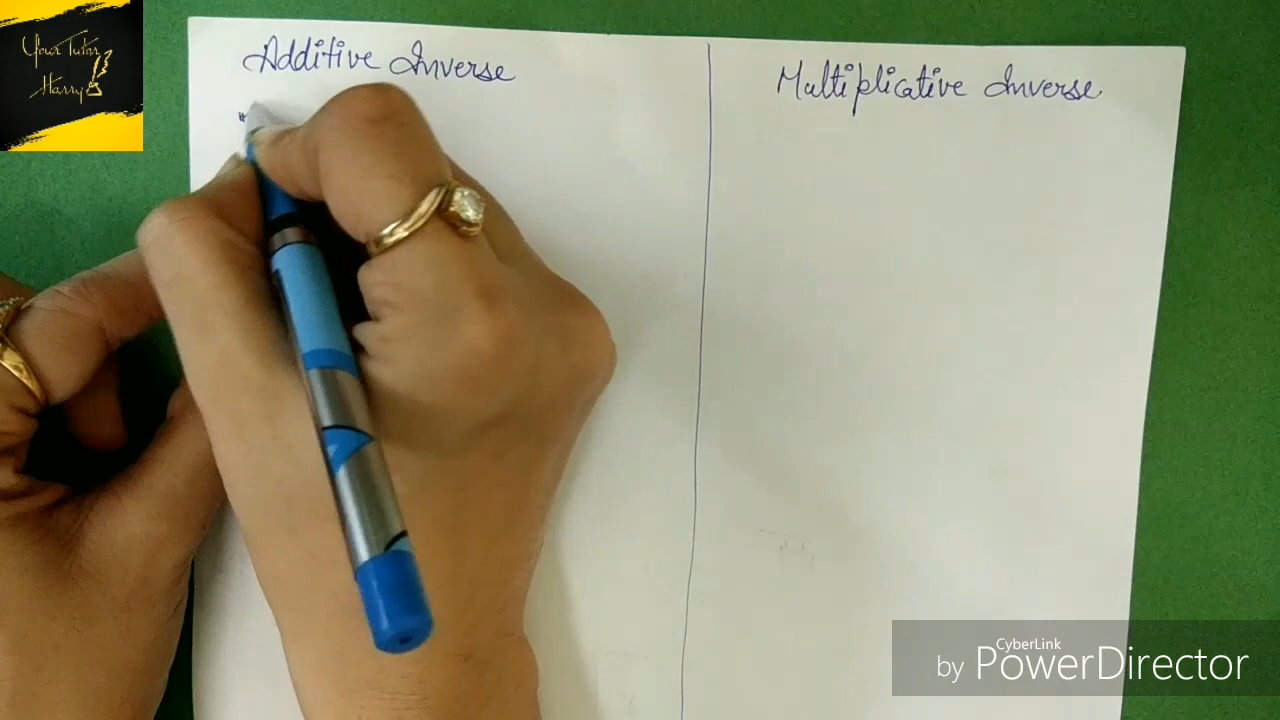 Your Tutor
Harry
Additive Inverse
Multiplicative Inverse
CyberLink
by PowerDirector